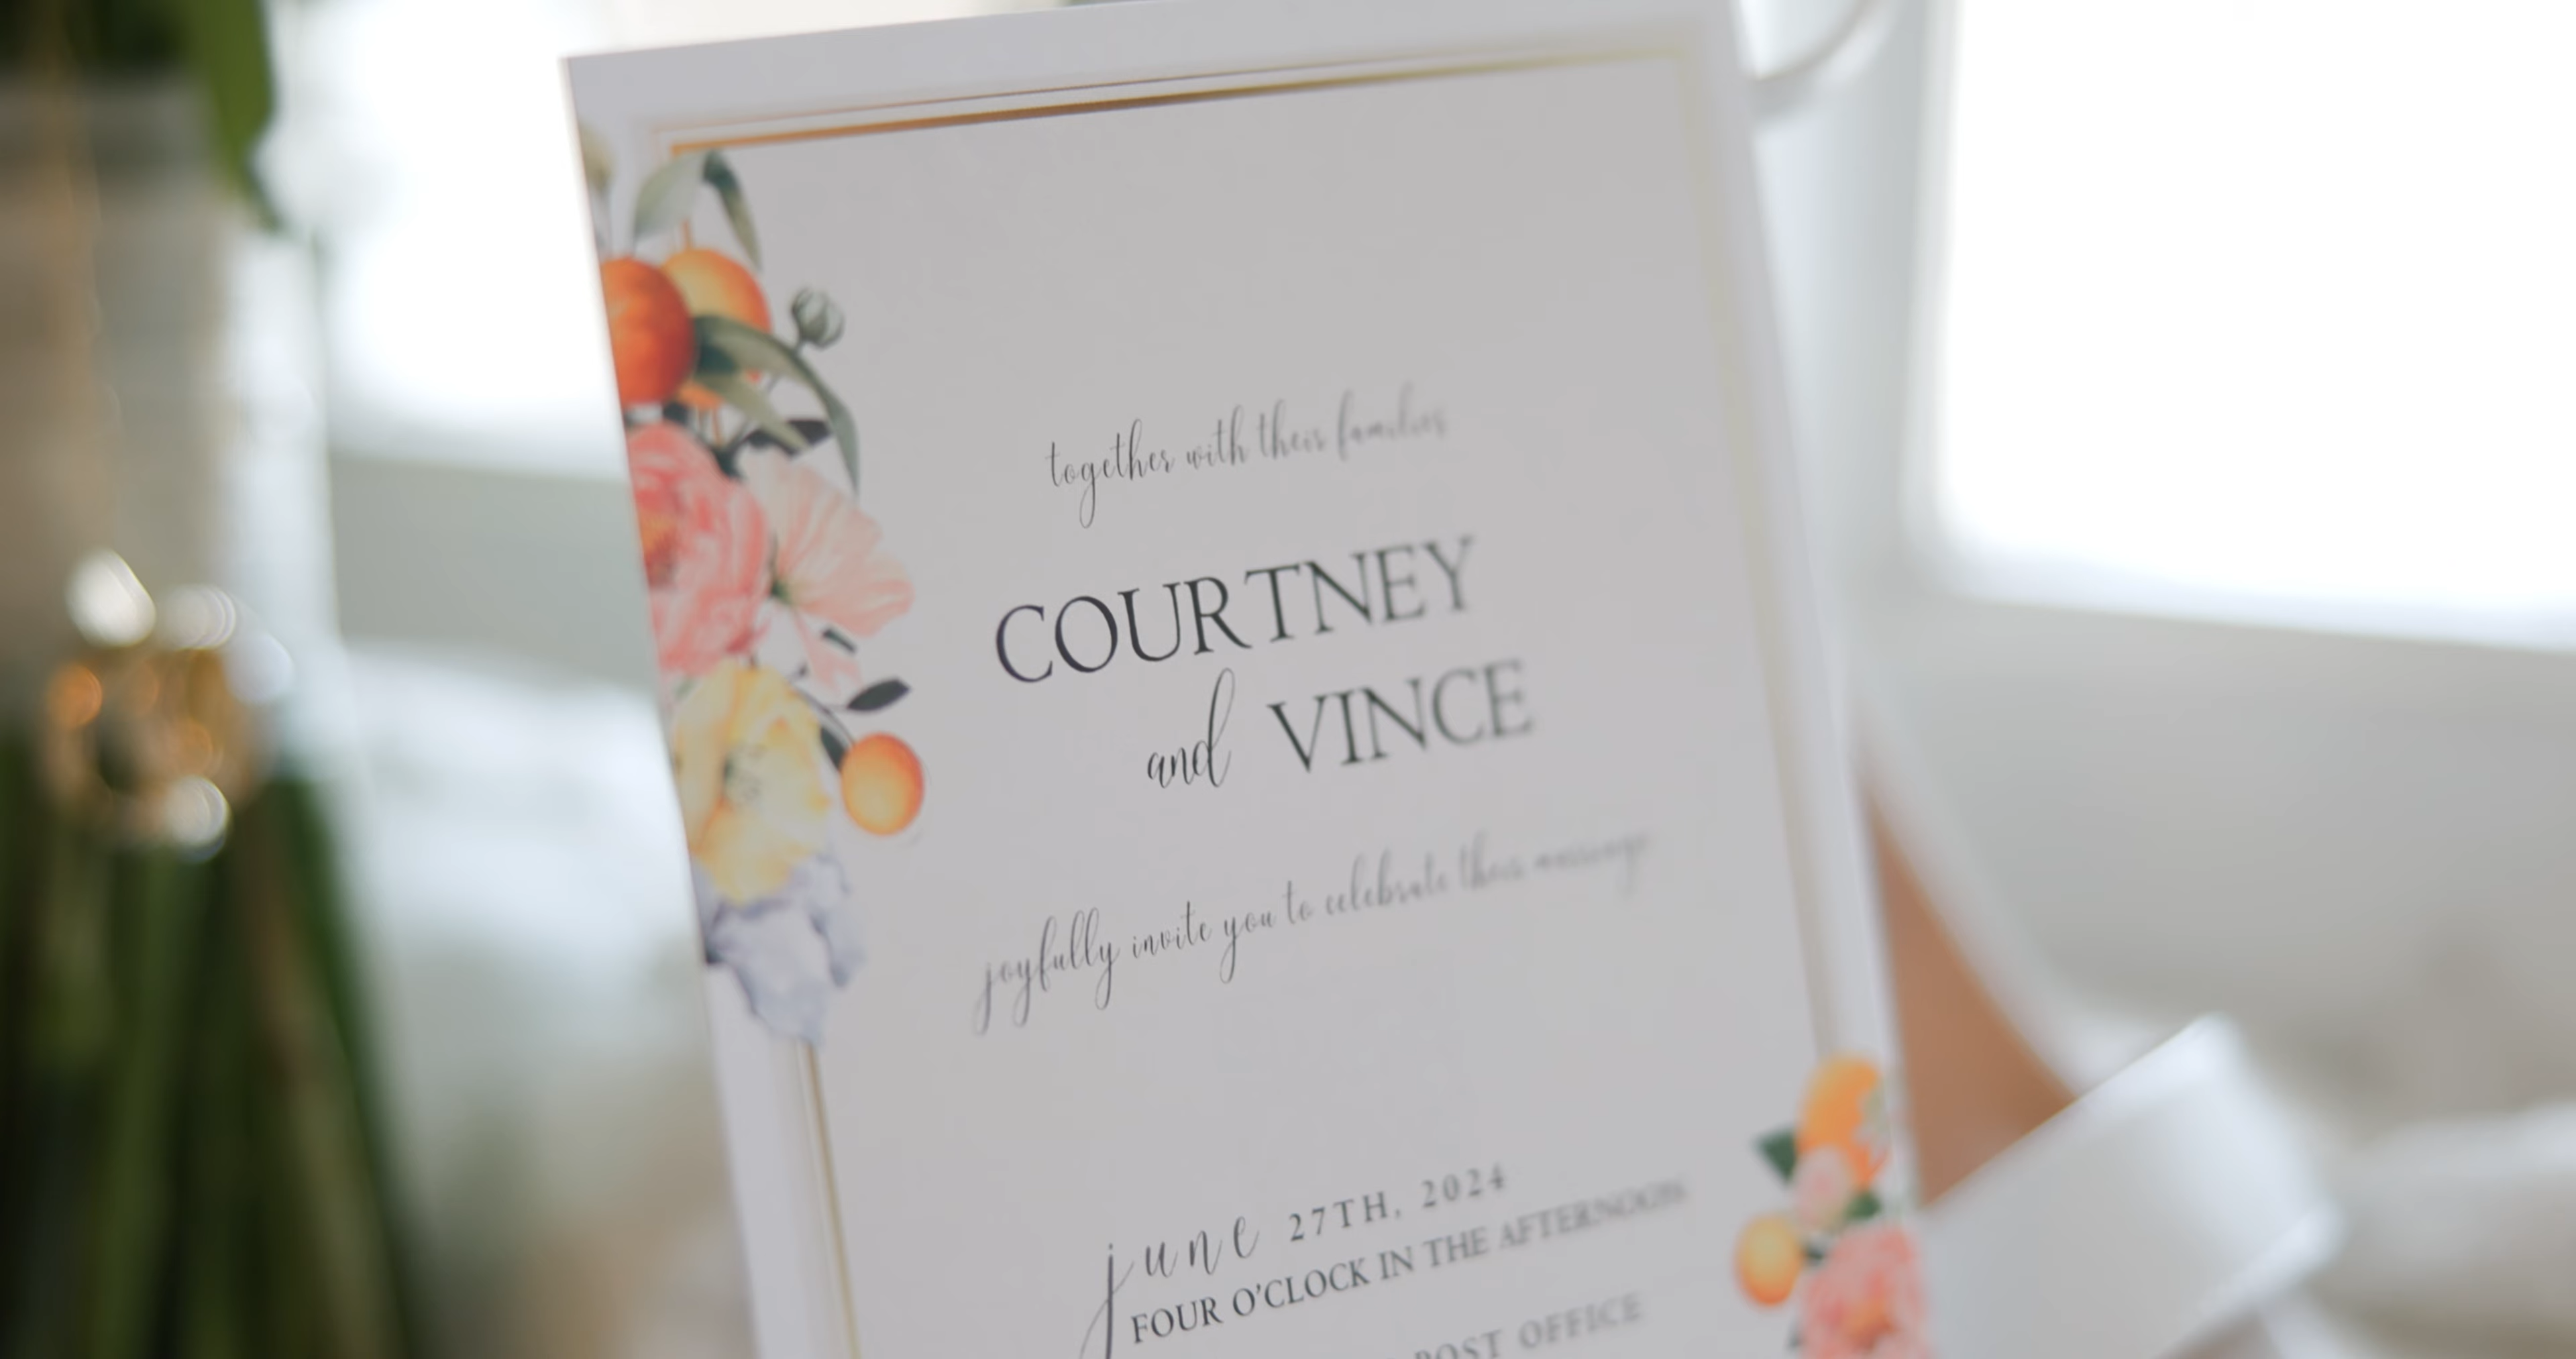 together with their families
COURTNEY
and VINCE
joyfully invite you to celebrate their marriage
june 27TH, 2024
FOUR O'CLOCK IN THE AFTERNOON
POST OFFICE